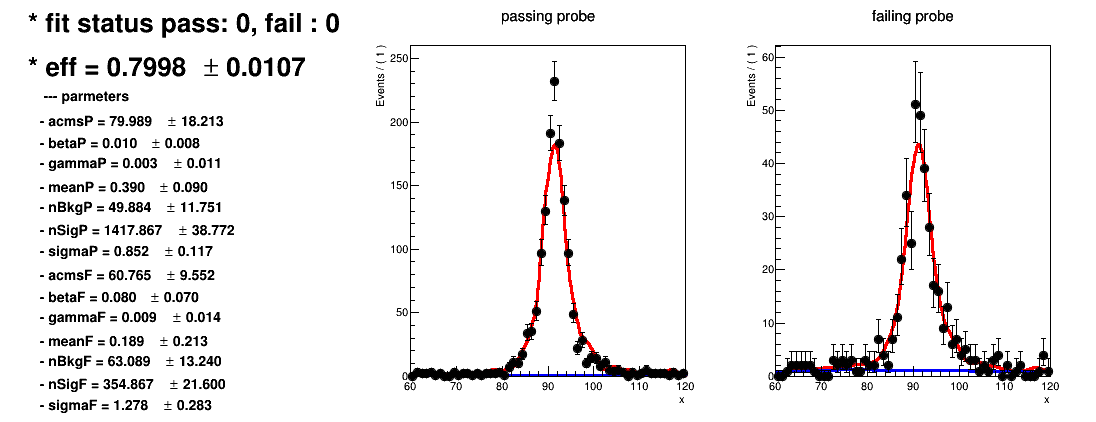 * fit status pass: 0, fail : 0
* eff = 0.7998 ± 0.0107
--- parmeters
- acmsP = 79.989 ± 18.213
- betaP = 0.010 ± 0.008
- gammaP = 0.003 ± 0.011
- meanP = 0.390 ± 0.090
- nBkgP = 49.884 ± 11.751
- nSigP = 1417.867 ± 38.772
- sigmaP = 0.852 ± 0.117
- acmsF = 60.765 ± 9.552
- betaF = 0.080 ± 0.070
- gammaF = 0.009 ± 0.014
- meanF = 0.189 ± 0.213
- nBkgF = 63.089 ± 13.240
- nSigF = 354.867 ± 21.600
- sigmaF = 1.278 ± 0.283
passing probe
Events / ( 1 )
250
200
150
100
50
0
60 70 80 90 100 110 120
x
failing probe
Events / ( 1 )
60
50
40
30
20
10
0
60 70 80 90 100 110 120
x